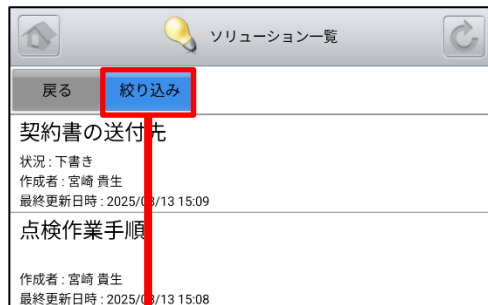 ソリューション一覧
戻る
絞り込み
契約書の送付先
状況 : 下書き
作成者 : 宮崎 貴生
最終更新日時 : 2025/03/13 15:09
点検作業手順
作成者 : 宮崎 貴生
最終更新日時 : 2025/03/13 15:08